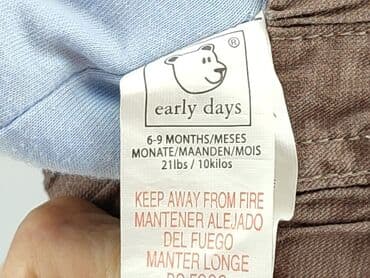 ®
early days
6-9 MONTHS/MESES
MONATE/MAANDEN/MOIS
21lbs / 10kilos
KEEP AWAY FROM FIRE
MANTENER ALEJADO
DEL FUEGO
MANTER LONGE